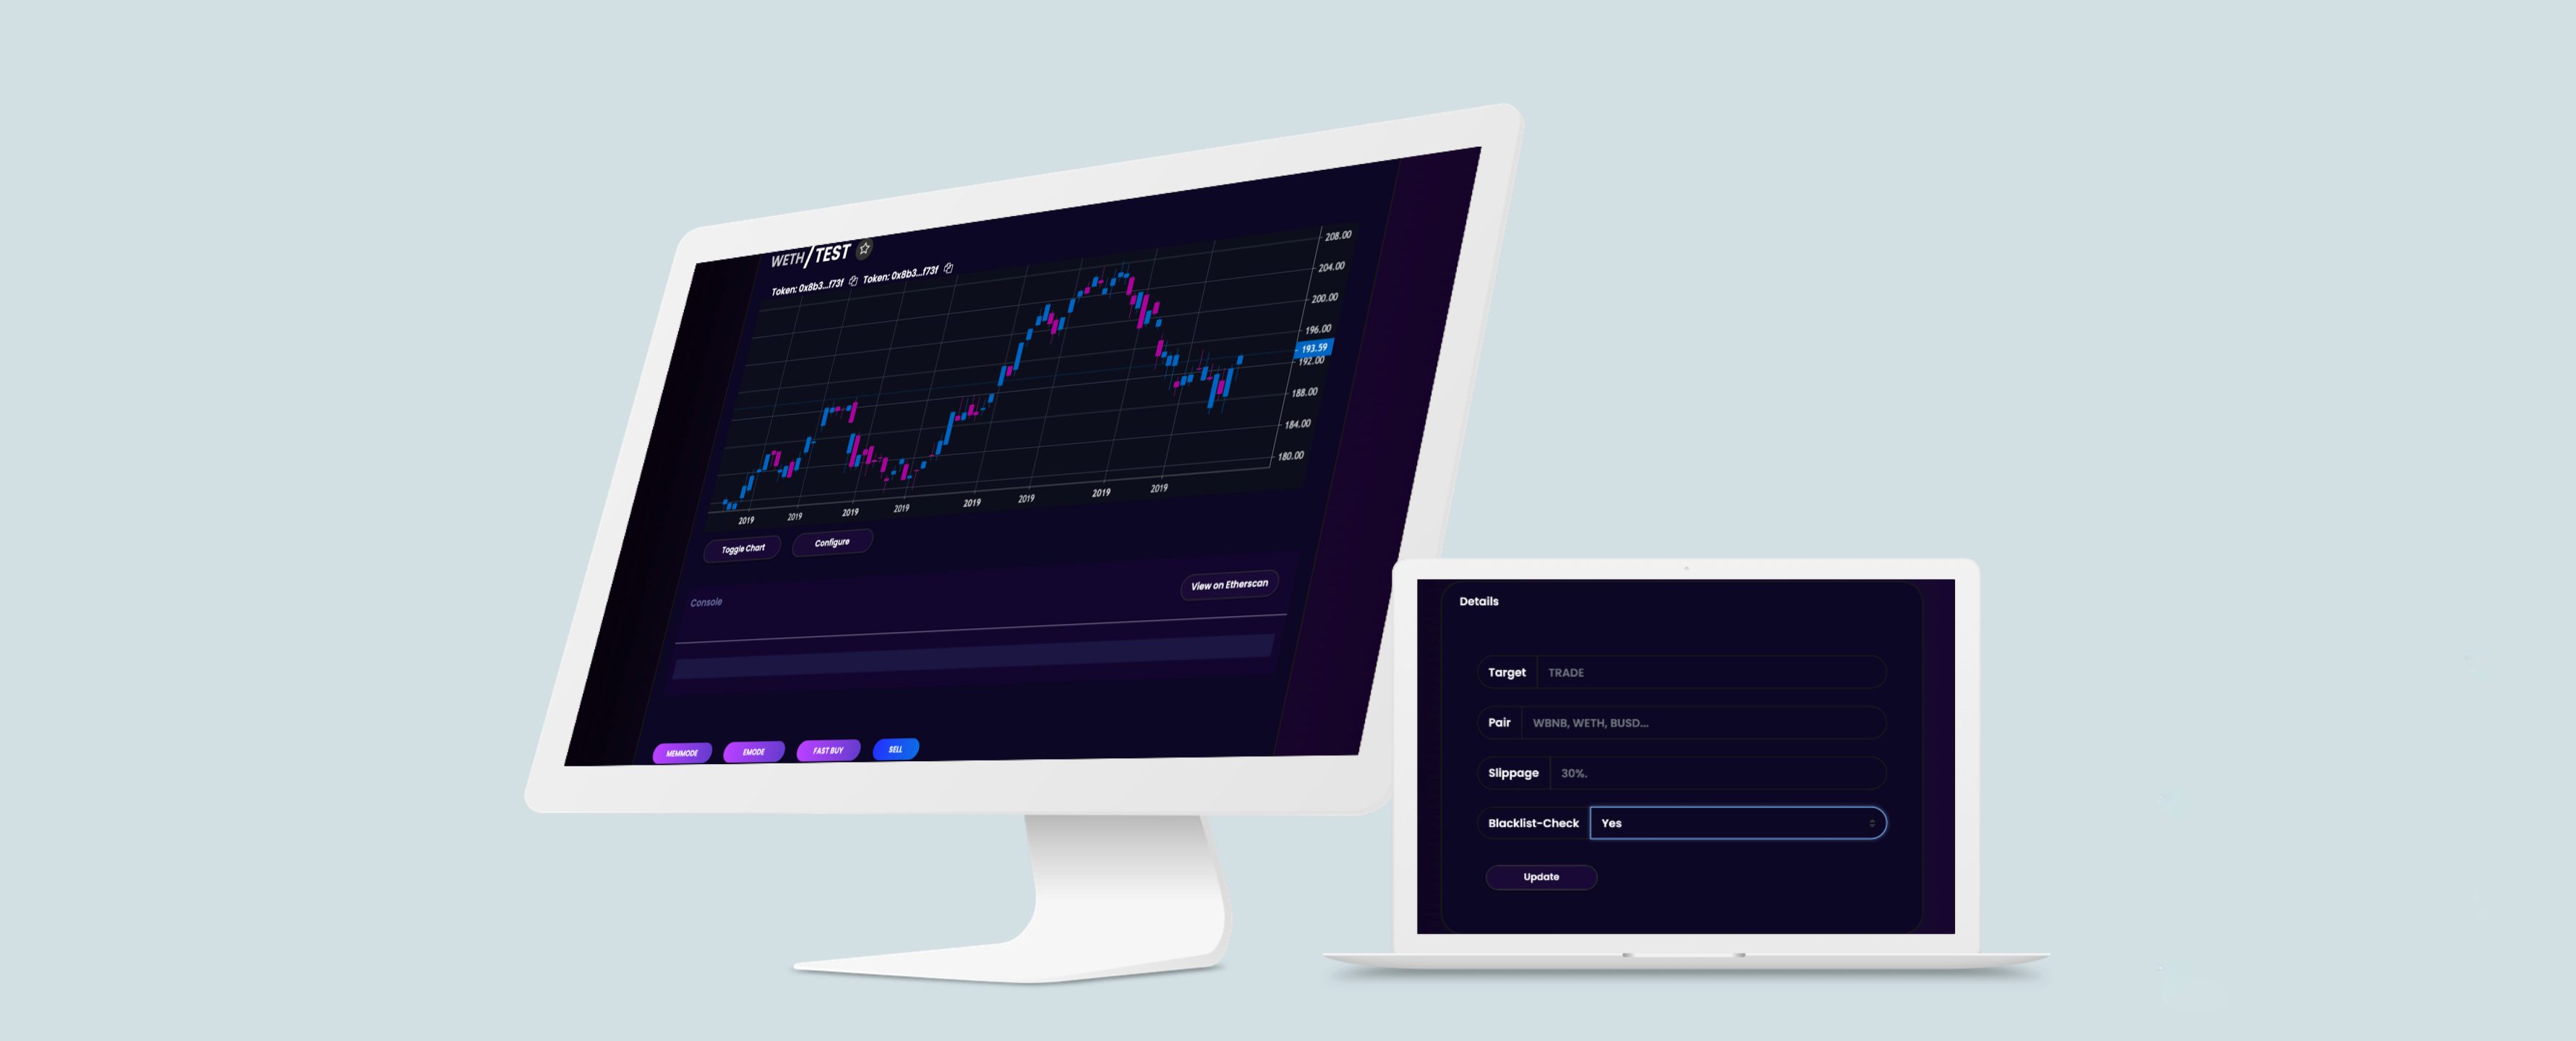 WETH/TEST
Token: 0x8b3...f73f Token: 0x8b3...f73f
208.00
204.00
200.00
196.00
193.59
192.00
188.00
184.00
180.00
2019 2019 2019 2019 2019 2019 2019 2019
Toggle Chart Configure
View on Etherscan
Console
MEMMODE EMODE FAST BUY SELL
Details
Target TRADE
Pair WBNB, WETH, BUSD...
Slippage 30%.
Blacklist-Check Yes
Update